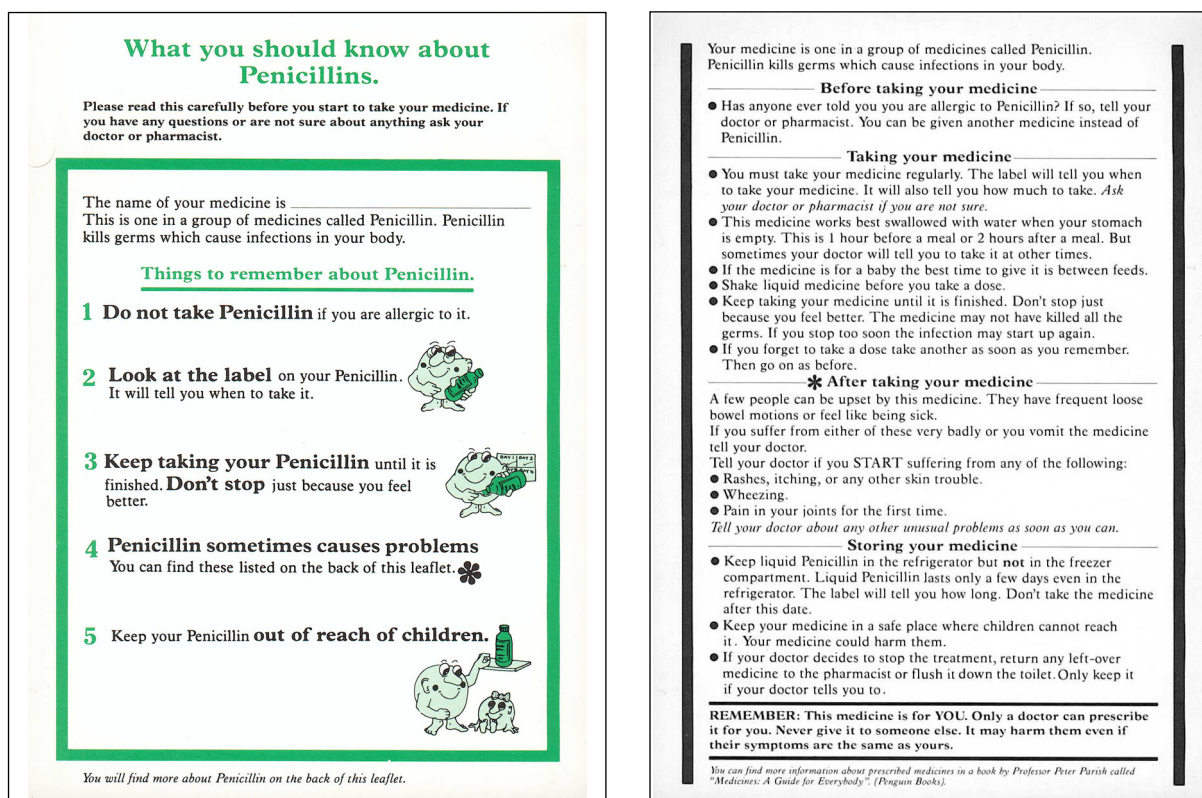 What you should know about
Penicillins.
Please read this carefully before you start to take your medicine. If
you have any questions or are not sure about anything ask your
doctor or pharmacist.
The name of your medicine is
This is one in a group of medicines called Penicillin. Penicillin
kills germs which cause infections in your body.
Things to remember about Penicillin.
1 Do not take Penicillin if you are allergic to it.
2 Look at the label on your Penicillin.
It will tell you when to take it.
3 Keep taking your Penicillin until it is
finished. Don't stop just because you feel
better.
DAY 1 DAY 2
4 Penicillin sometimes causes problems
You can find these listed on the back of this leaflet. ✱
5 Keep your Penicillin out of reach of children.
You will find more about Penicillin on the back of this leaflet.
Your medicine is one in a group of medicines called Penicillin.
Penicillin kills germs which cause infections in your body.
Before taking your medicine
● Has anyone ever told you you are allergic to Penicillin? If so, tell your
doctor or pharmacist. You can be given another medicine instead of
Penicillin.
Taking your medicine
● You must take your medicine regularly. The label will tell you when
to take your medicine. It will also tell you how much to take. Ask
your doctor or pharmacist if you are not sure.
● This medicine works best swallowed with water when your stomach
is empty. This is 1 hour before a meal or 2 hours after a meal. But
sometimes your doctor will tell you to take it at other times.
● If the medicine is for a baby the best time to give it is between feeds.
● Shake liquid medicine before you take a dose.
● Keep taking your medicine until it is finished. Don't stop just
because you feel better. The medicine may not have killed all the
germs. If you stop too soon the infection may start up again.
● If you forget to take a dose take another as soon as you remember.
Then go on as before.
✱ After taking your medicine
A few people can be upset by this medicine. They have frequent loose
bowel motions or feel like being sick.
If you suffer from either of these very badly or you vomit the medicine
tell your doctor.
Tell your doctor if you START suffering from any of the following:
● Rashes, itching, or any other skin trouble.
● Wheezing.
● Pain in your joints for the first time.
Tell your doctor about any other unusual problems as soon as you can.
Storing your medicine
● Keep liquid Penicillin in the refrigerator but not in the freezer
compartment. Liquid Penicillin lasts only a few days even in the
refrigerator. The label will tell you how long. Don't take the medicine
after this date.
● Keep your medicine in a safe place where children cannot reach
it. Your medicine could harm them.
● If your doctor decides to stop the treatment, return any left-over
medicine to the pharmacist or flush it down the toilet. Only keep it
if your doctor tells you to.
REMEMBER: This medicine is for YOU. Only a doctor can prescribe
it for you. Never give it to someone else. It may harm them even if
their symptoms are the same as yours.
You can find more information about prescribed medicines in a book by Professor Peter Parish called
"Medicines: A Guide for Everybody". (Penguin Books).